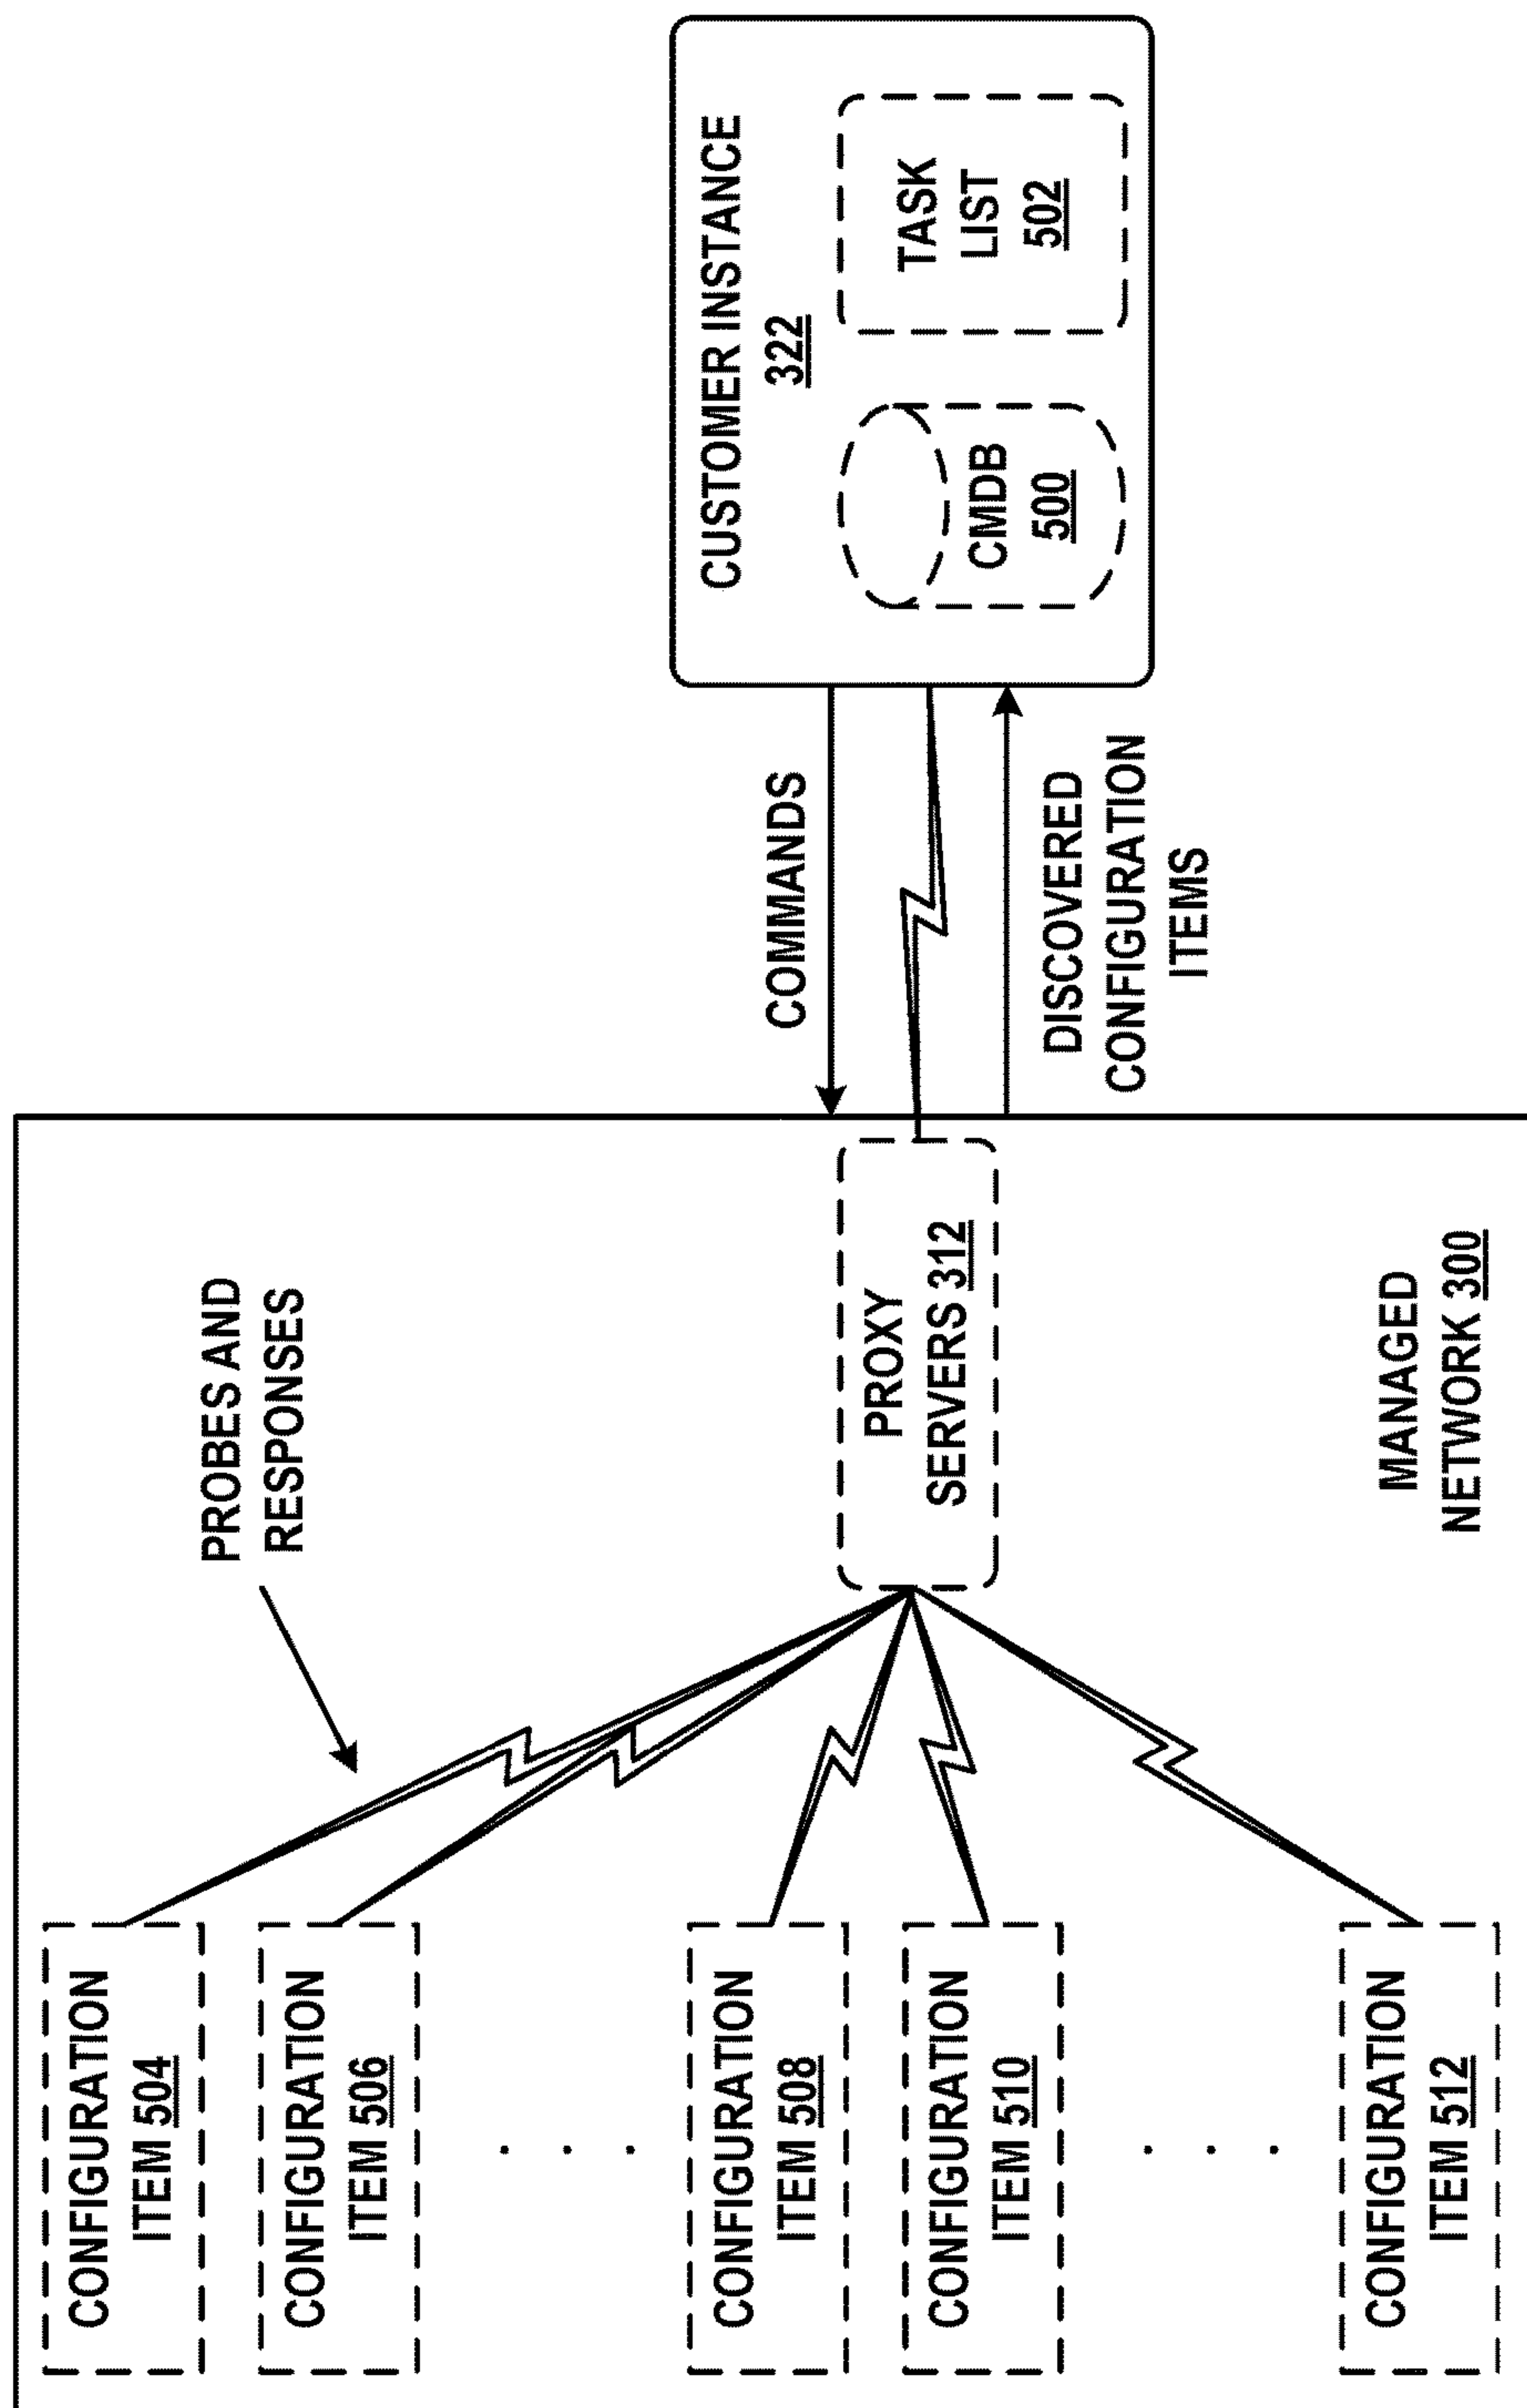 CUSTOMER INSTANCE
322
CMDB
500
TASK
LIST
502
COMMANDS
DISCOVERED
CONFIGURATION
ITEMS
PROBES AND
RESPONSES
PROXY
SERVERS 312
MANAGED
NETWORK 300
CONFIGURATION
ITEM 504
CONFIGURATION
ITEM 506
. . .
CONFIGURATION
ITEM 508
CONFIGURATION
ITEM 510
. . .
CONFIGURATION
ITEM 512